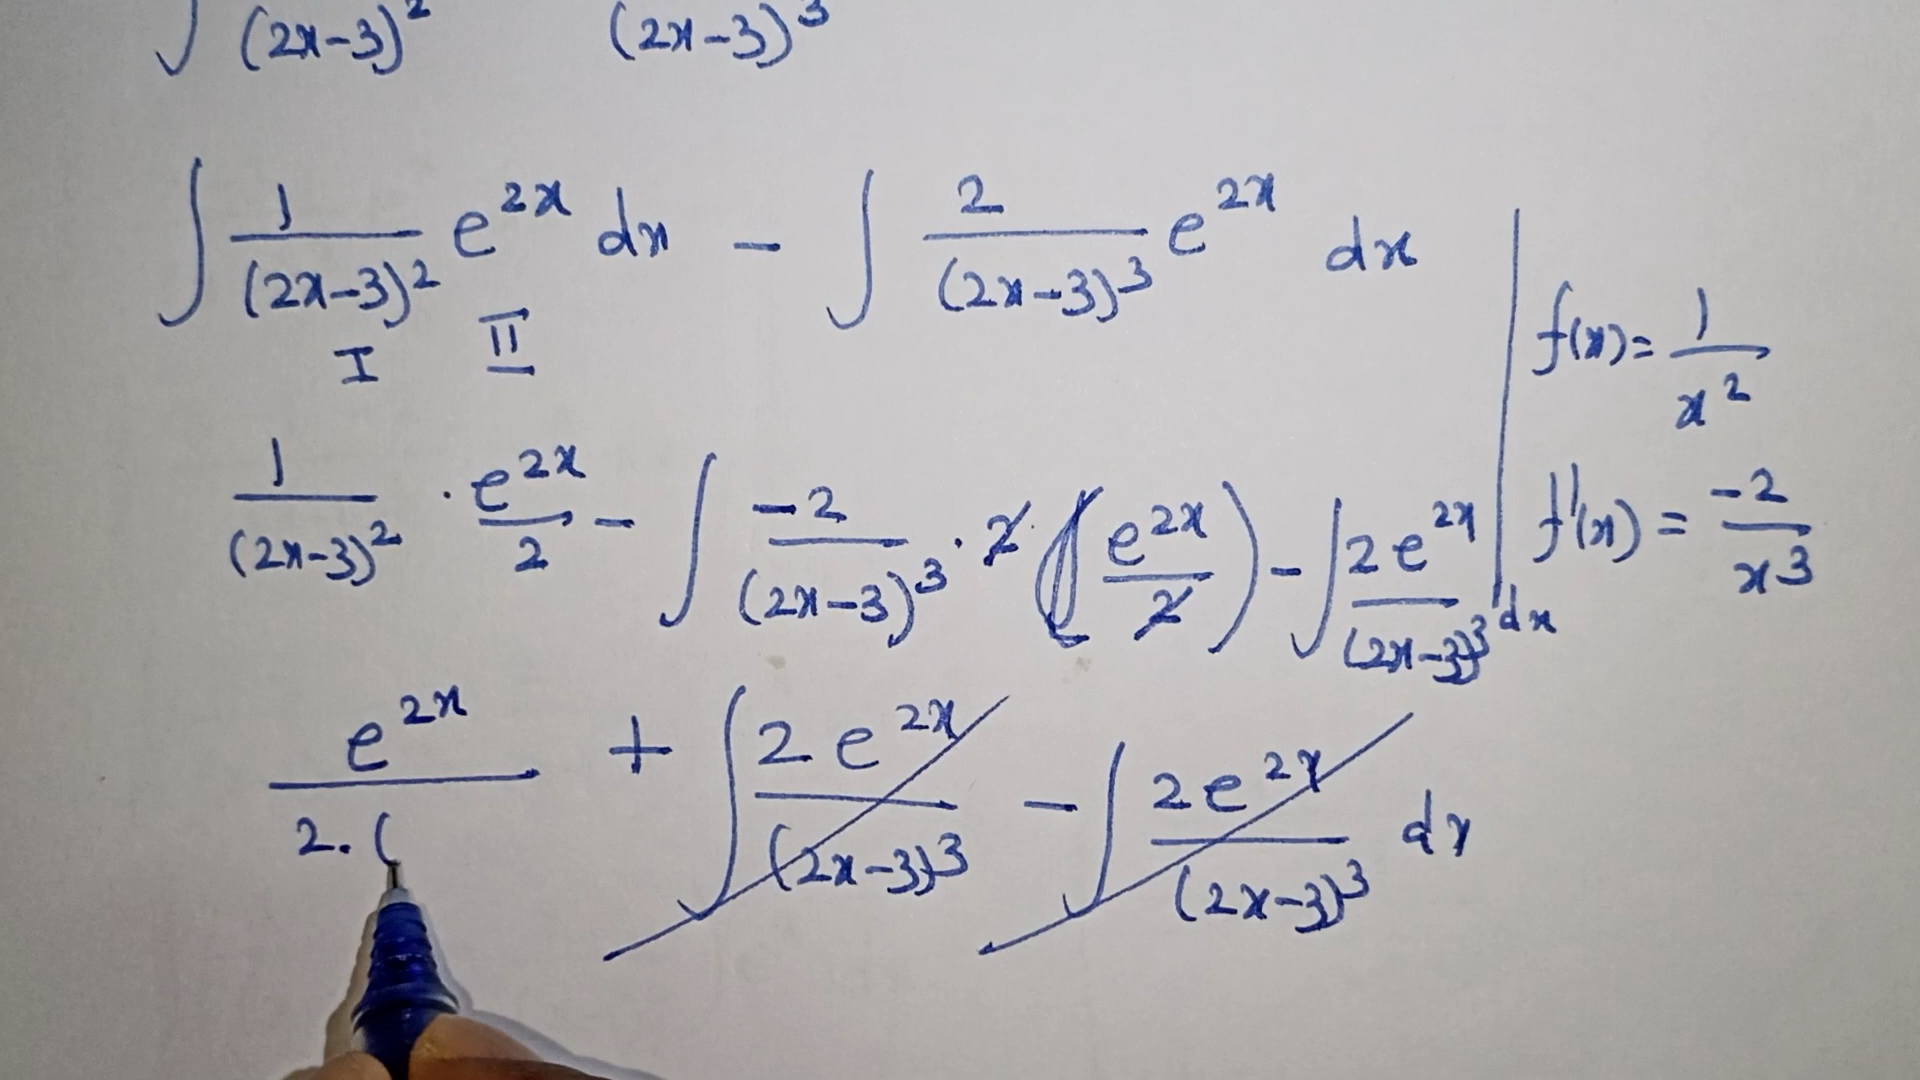 ∫ (2x-3)² (2x-3)³
∫ 1/(2x-3)² e^2x dx - ∫ 2/(2x-3)³ e^2x dx
I II
f(x) = 1/x²
1/(2x-3)² · e^2x/2 - ∫ -2/(2x-3)³ · 2 (e^2x/2) - ∫ 2e^2x/(2x-3)³ dx
f'(x) = -2/x³
e^2x/2·( + ∫ 2e^2x/(2x-3)³ - ∫ 2e^2x/(2x-3)³ dx